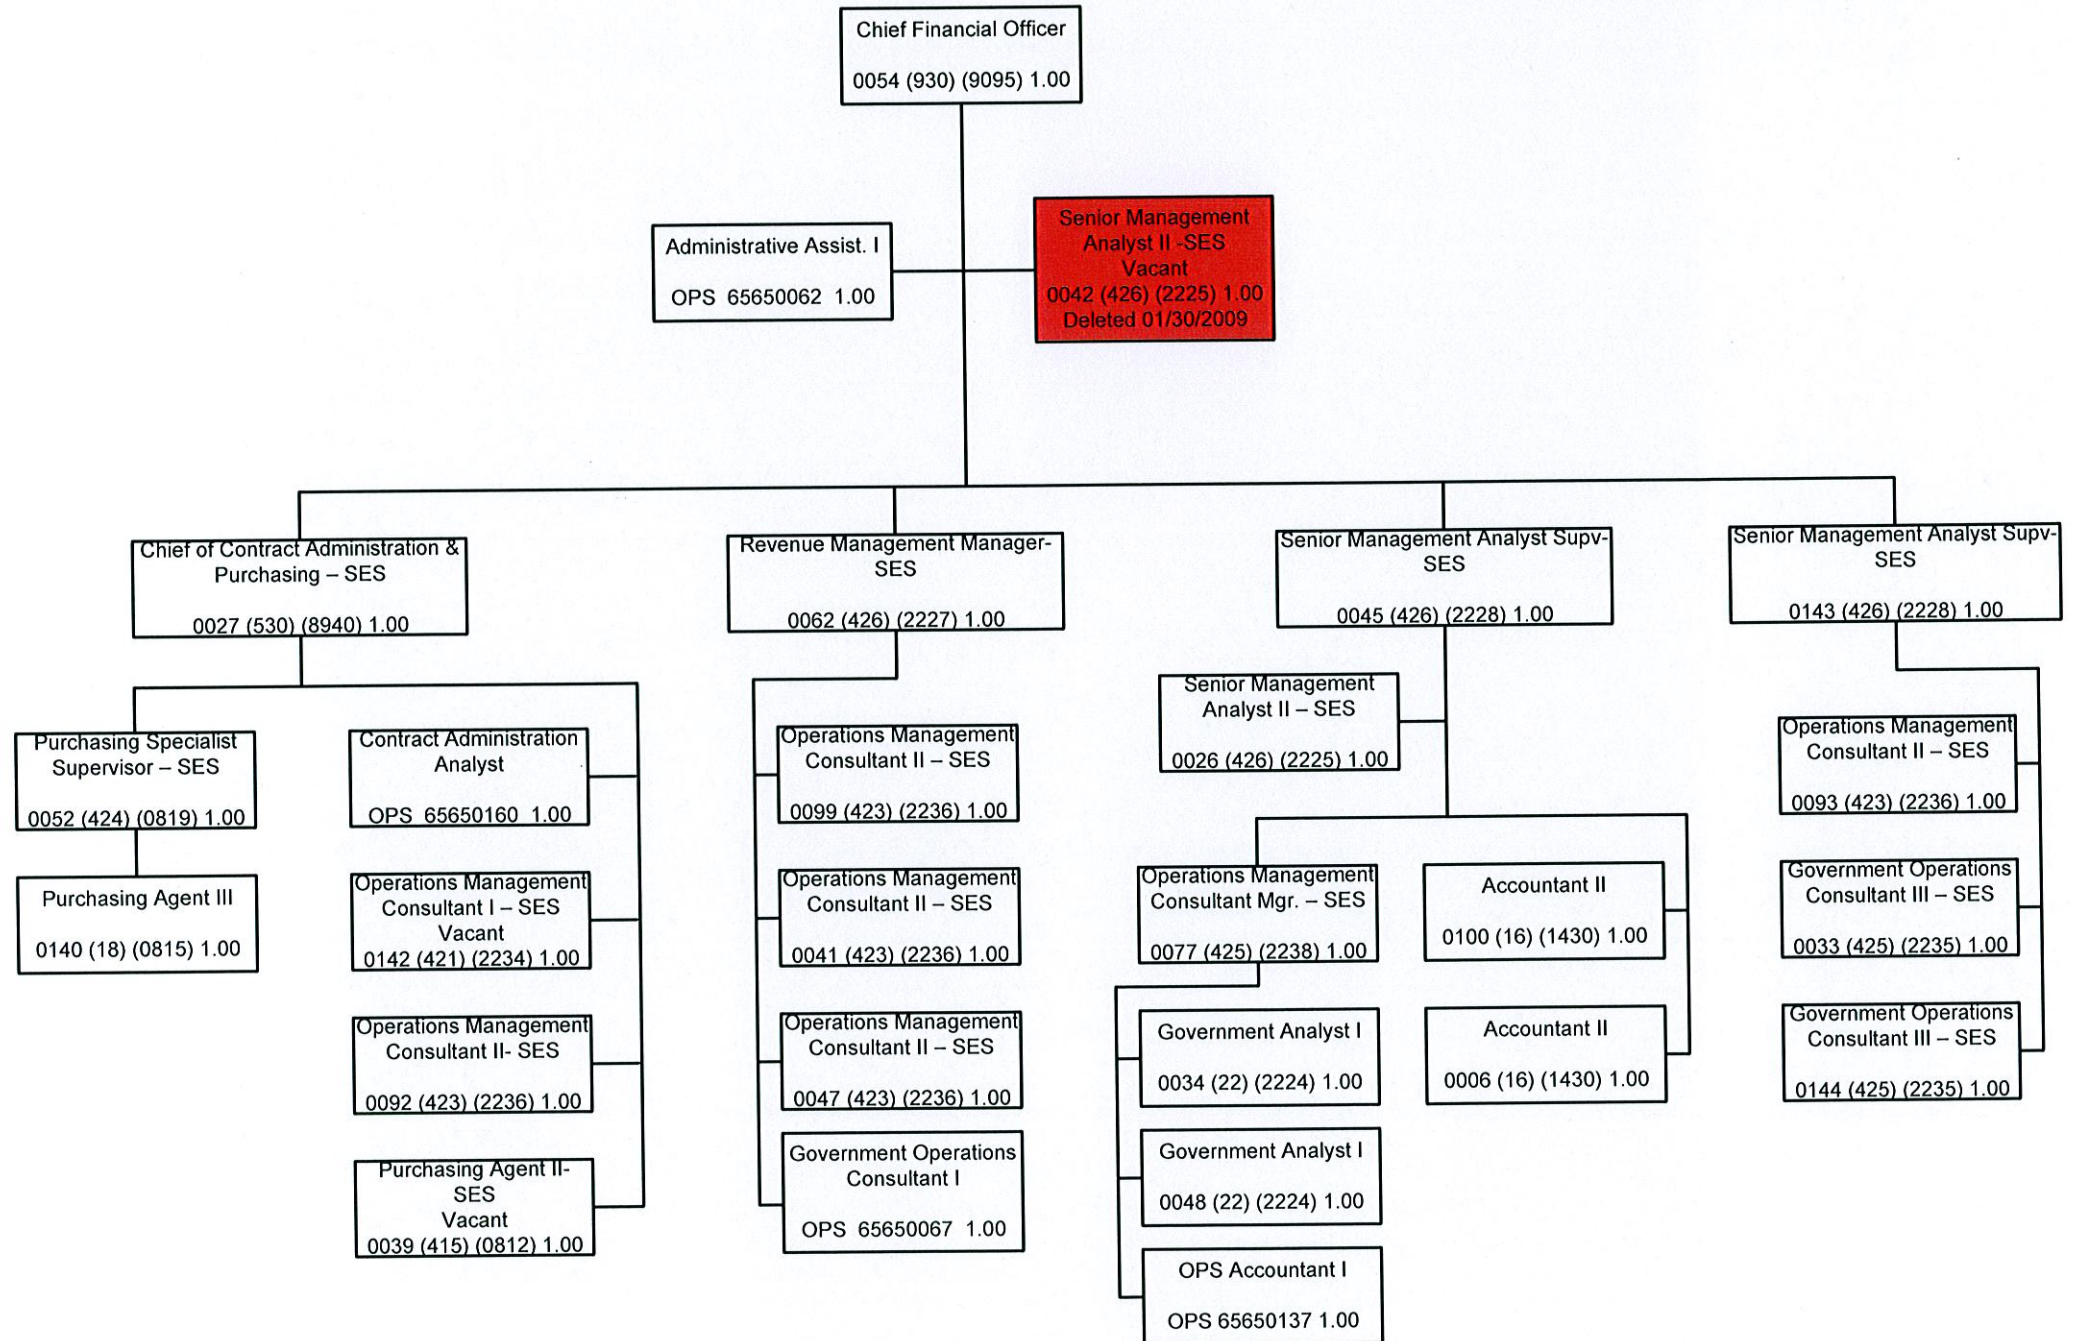 Chief Financial Officer
0054 (930) (9095) 1.00
Administrative Assist. I
OPS 65650062 1.00
Senior Management
Analyst II -SES
Vacant
0042 (426) (2225) 1.00
Deleted 01/30/2009
Chief of Contract Administration &
Purchasing – SES
0027 (530) (8940) 1.00
Revenue Management Manager-
SES
0062 (426) (2227) 1.00
Senior Management Analyst Supv-
SES
0045 (426) (2228) 1.00
Senior Management Analyst Supv-
SES
0143 (426) (2228) 1.00
Purchasing Specialist
Supervisor – SES
0052 (424) (0819) 1.00
Purchasing Agent III
0140 (18) (0815) 1.00
Contract Administration
Analyst
OPS 65650160 1.00
Operations Management
Consultant I – SES
Vacant
0142 (421) (2234) 1.00
Operations Management
Consultant II- SES
0092 (423) (2236) 1.00
Purchasing Agent II-
SES
Vacant
0039 (415) (0812) 1.00
Operations Management
Consultant II – SES
0099 (423) (2236) 1.00
Operations Management
Consultant II – SES
0041 (423) (2236) 1.00
Operations Management
Consultant II – SES
0047 (423) (2236) 1.00
Government Operations
Consultant I
OPS 65650067 1.00
Senior Management
Analyst II – SES
0026 (426) (2225) 1.00
Operations Management
Consultant Mgr. – SES
0077 (425) (2238) 1.00
Government Analyst I
0034 (22) (2224) 1.00
Government Analyst I
0048 (22) (2224) 1.00
OPS Accountant I
OPS 65650137 1.00
Accountant II
0100 (16) (1430) 1.00
Accountant II
0006 (16) (1430) 1.00
Operations Management
Consultant II – SES
0093 (423) (2236) 1.00
Government Operations
Consultant III – SES
0033 (425) (2235) 1.00
Government Operations
Consultant III – SES
0144 (425) (2235) 1.00